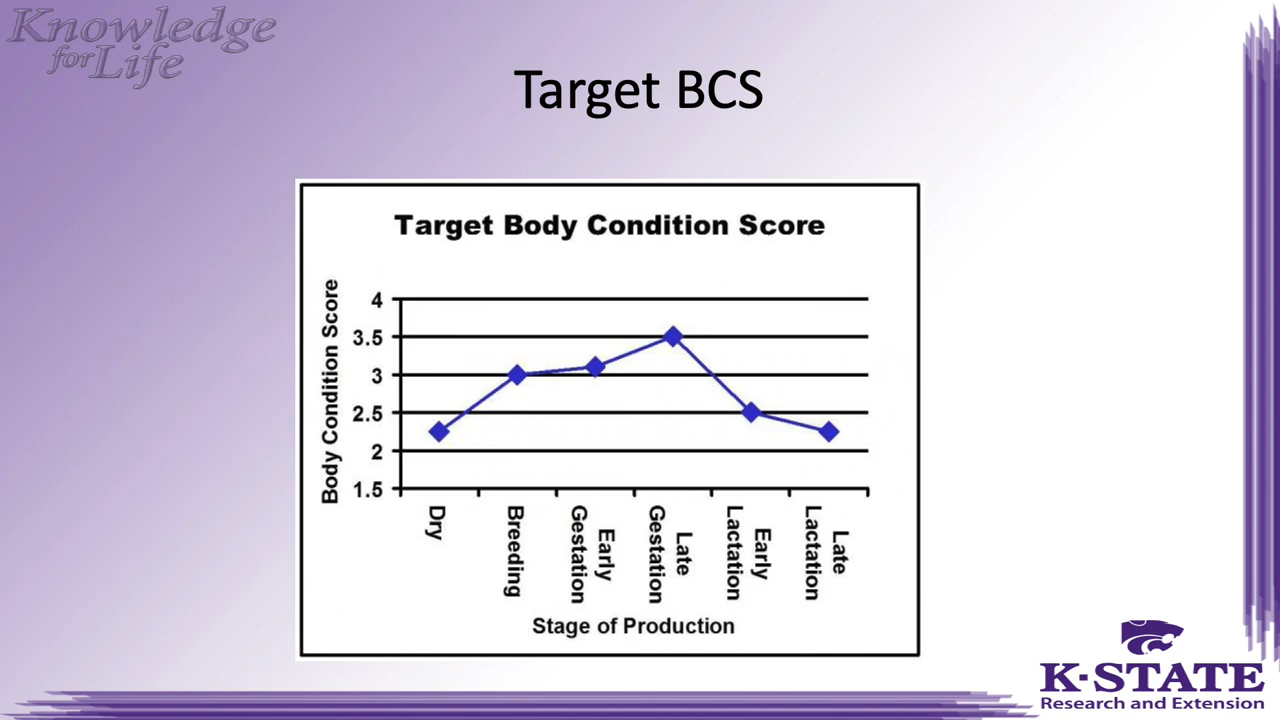 Knowledge
for Life
Target BCS
Target Body Condition Score
Body Condition Score
4
3.5
3
2.5
2
1.5
Dry
Breeding
Early
Gestation
Late
Gestation
Early
Lactation
Late
Lactation
Stage of Production
K-STATE
Research and Extension